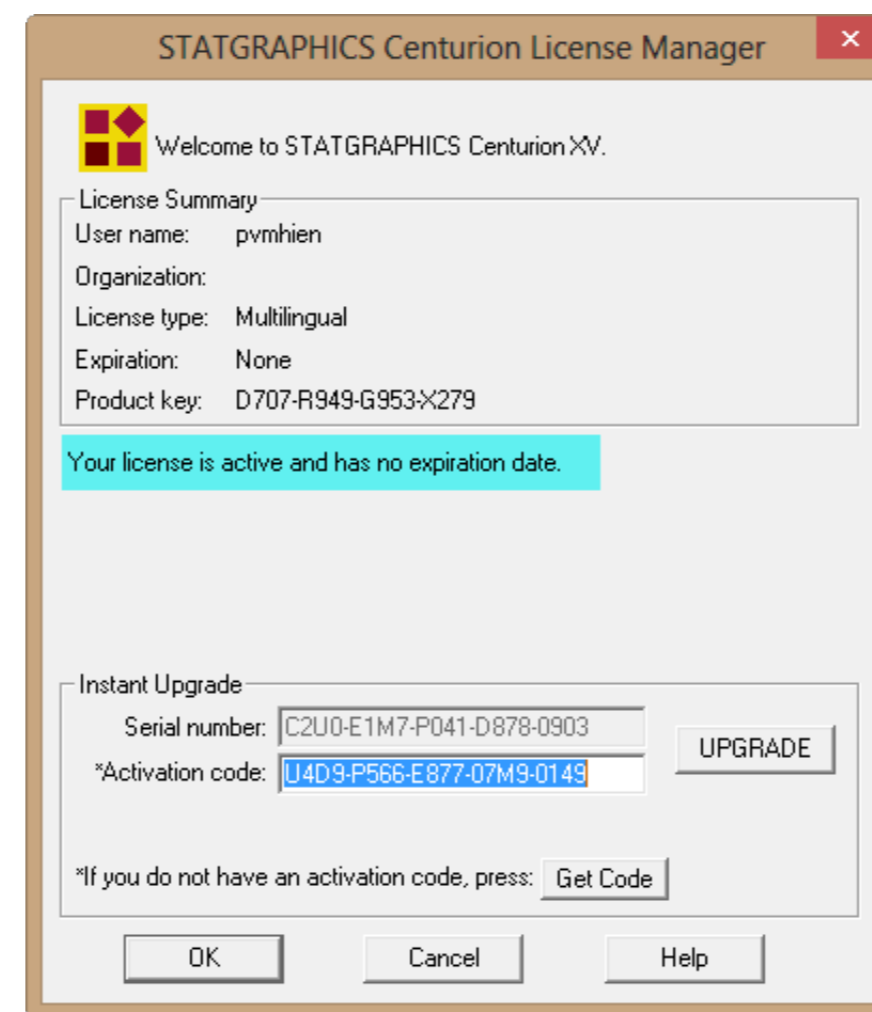 STATGRAPHICS Centurion License Manager
Welcome to STATGRAPHICS Centurion XV.
License Summary
User name: pvmhien
Organization:
License type: Multilingual
Expiration: None
Product key: D707-R949-G953-X279
Your license is active and has no expiration date.
Instant Upgrade
Serial number: C2U0-E1M7-P041-D878-0903
UPGRADE
*Activation code: U4D9-P566-E877-07M9-0149
*If you do not have an activation code, press: Get Code
OK Cancel Help